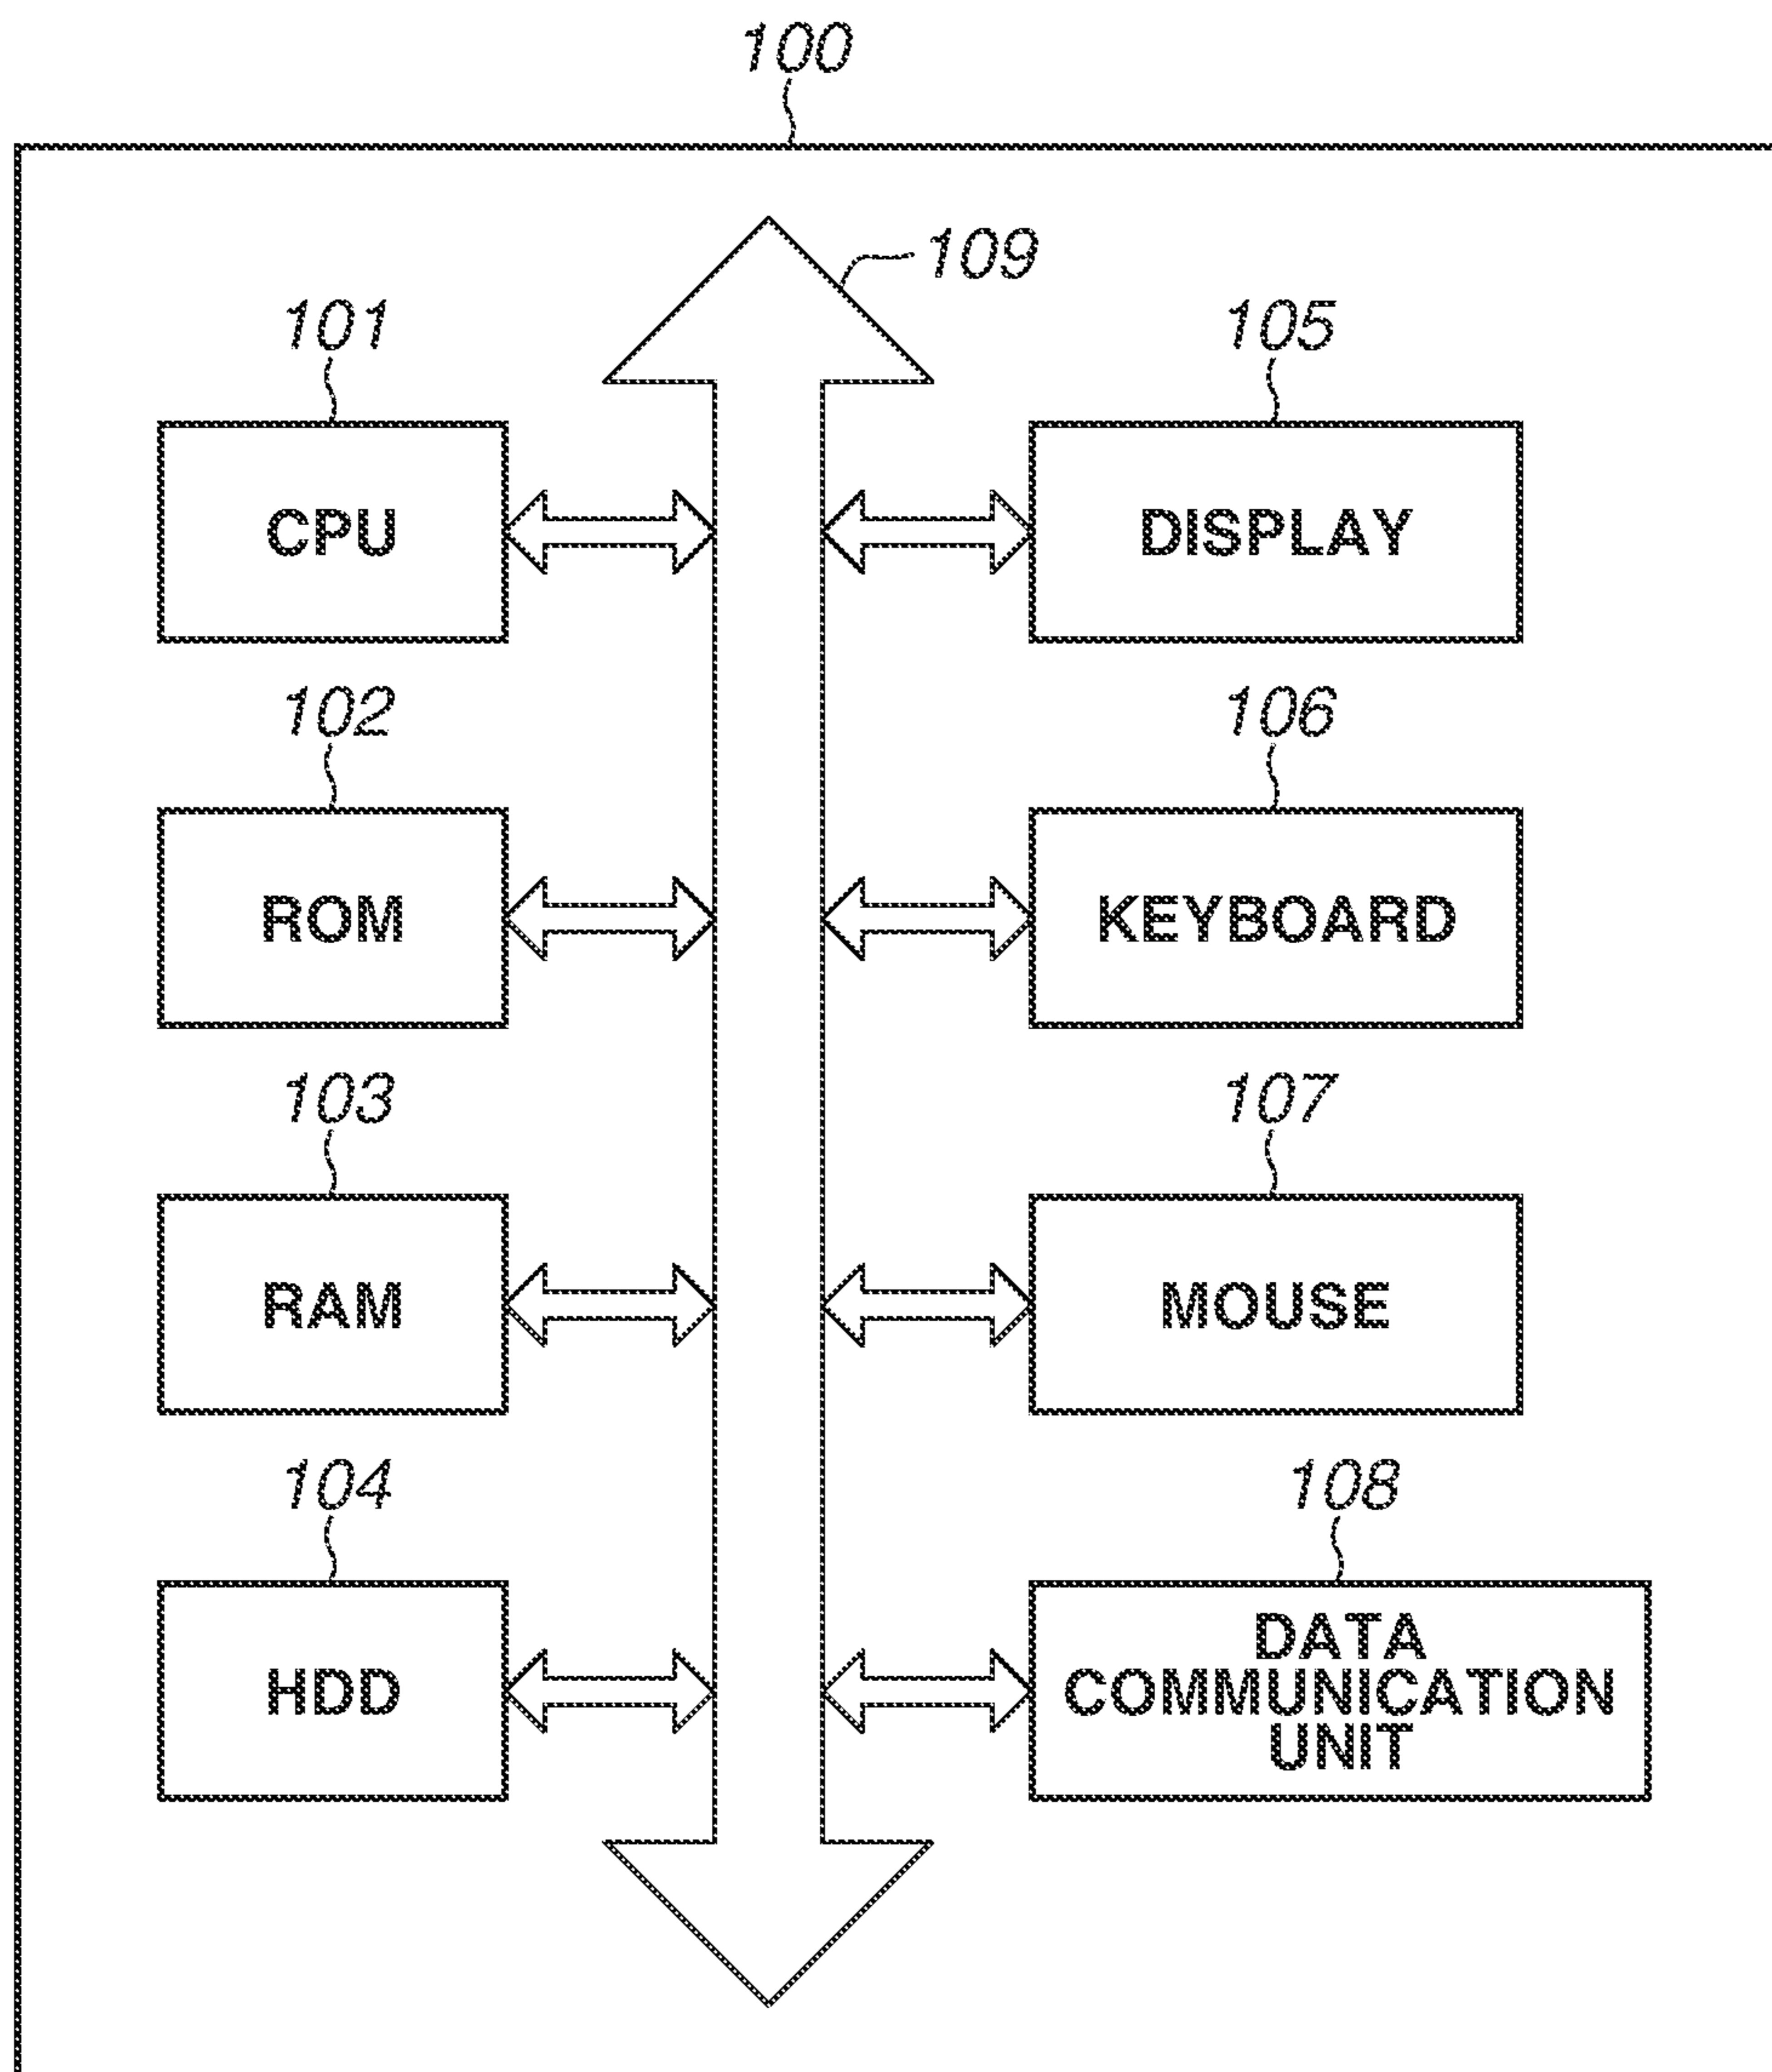 100
109
101
105
CPU
DISPLAY
102
106
ROM
KEYBOARD
103
107
RAM
MOUSE
104
108
HDD
DATA
COMMUNICATION
UNIT